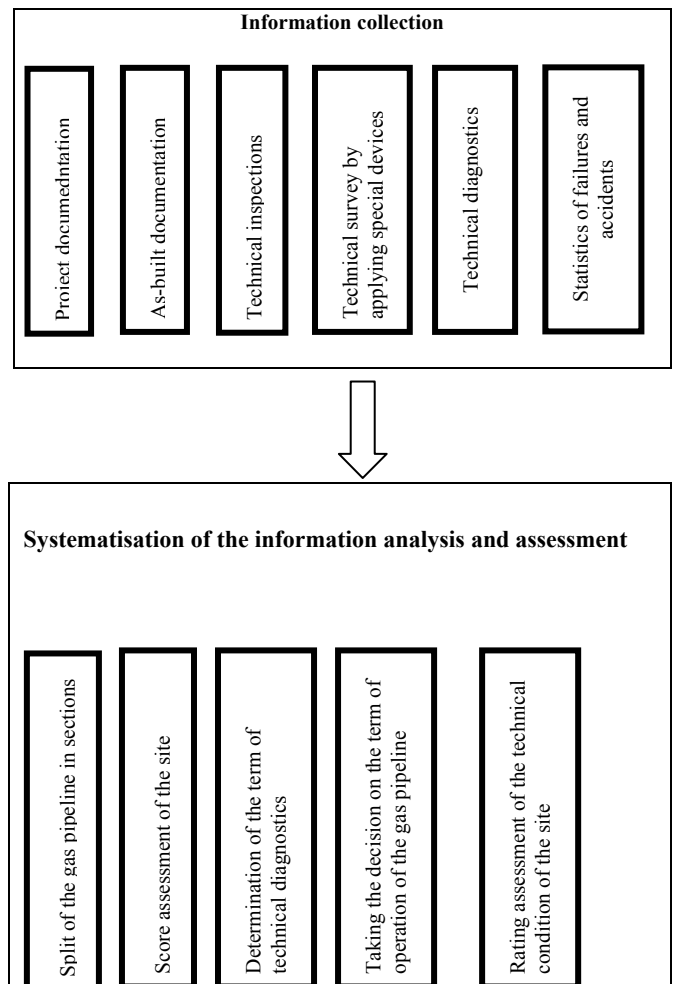 Information collection
Proiect documedntation
As-built documentation
Technical inspections
Technical survey by
applying special devices
Technical diagnostics
Statistics of failures and
accidents
Systematisation of the information analysis and assessment
Split of the gas pipeline in sections
Score assessment of the site
Determination of the term of
technical diagnostics
Taking the decision on the term of
operation of the gas pipeline
Rating assessment of the technical
condition of the site